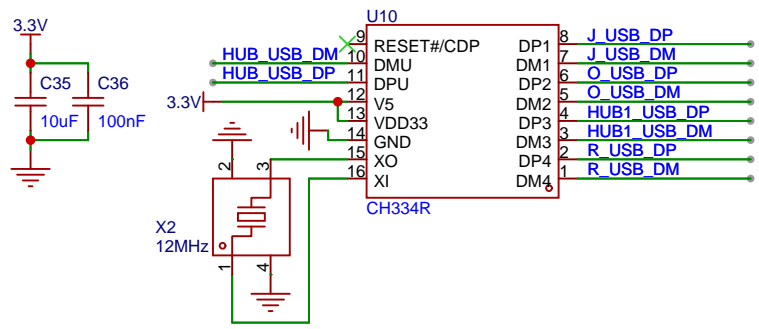 3.3V
C35
C36
10uF
100nF
U10
9 RESET#/CDP DP1 8 J_USB_DP
HUB_USB_DM 10 DMU DM1 7 J_USB_DM
HUB_USB_DP 11 DPU DP2 6 O_USB_DP
3.3V 12 V5 DM2 5 O_USB_DM
13 VDD33 DP3 4 HUB1_USB_DP
14 GND DM3 3 HUB1_USB_DM
15 XO DP4 2 R_USB_DP
16 XI DM4 1 R_USB_DM
CH334R
2 3
X2
12MHz
1 4